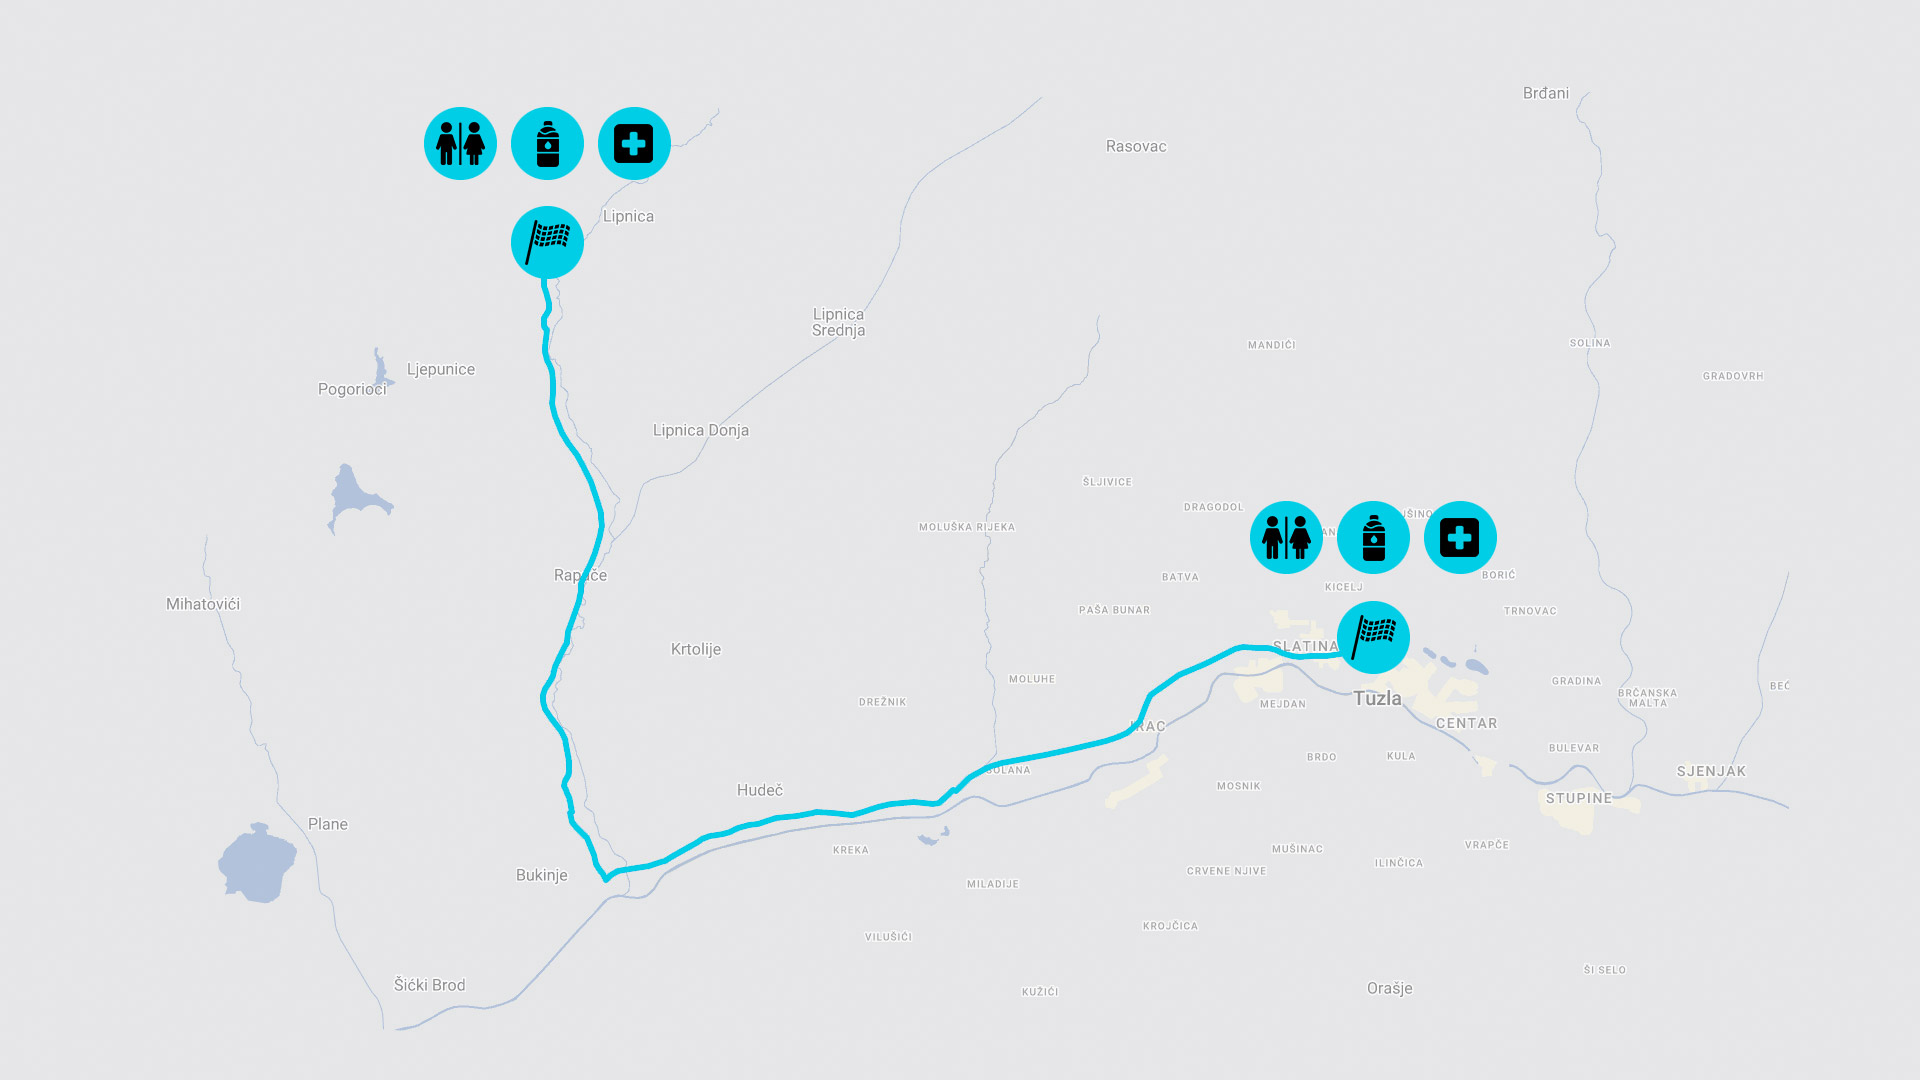 Brđani
Rasovac
Lipnica
Lipnica
Srednja
SOLINA
MANDIĆI
Ljepunice
GRADOVRH
Pogorioci
Lipnica Donja
ŠLJIVICE
DRAGODOL
MOLUŠKA RIJEKA
BORIĆ
Rapače
BATVA
KICELJ
Mihatovići
PAŠA BUNAR
TRNOVAC
SLATINA
Krtolije
MOLUHE
GRADINA
BRČANSKA
MALTA
Tuzla
DREŽNIK
MEJDAN
CENTAR
IRAC
BULEVAR
BRDO
KULA
SOLANA
SJENJAK
MOSNIK
Hudeč
STUPINE
Plane
VRAPČE
KREKA
MUŠINAC
ILINČICA
CRVENE NJIVE
Bukinje
MILADIJE
KROJČICA
VILUŠIĆI
ŠI SELO
Šićki Brod
Orašje
KUŽIĆI